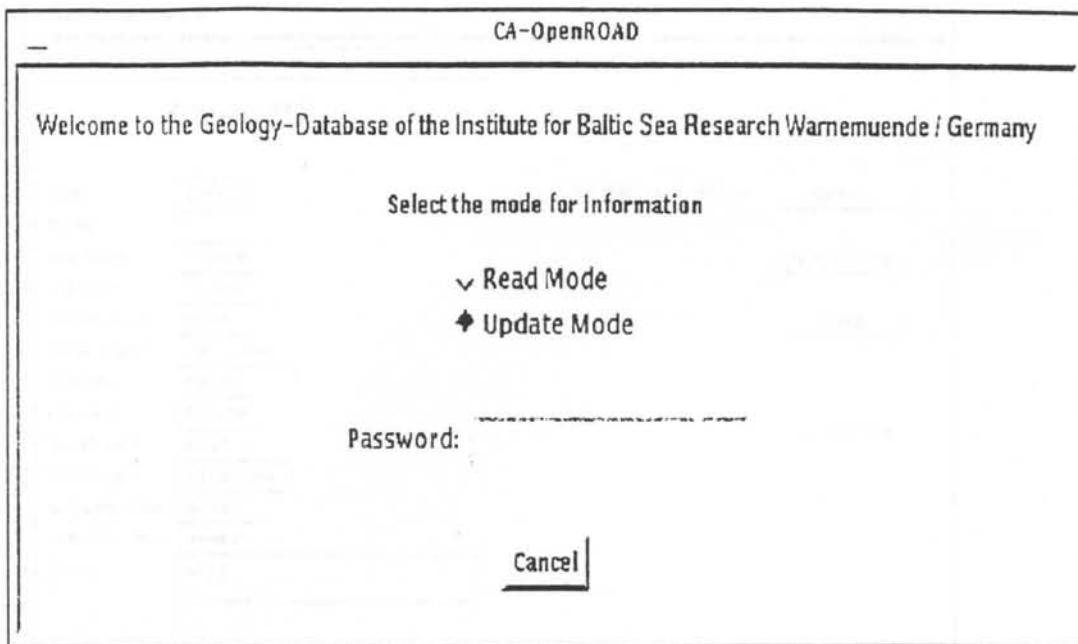 CA-OpenROAD
Welcome to the Geology-Database of the Institute for Baltic Sea Research Warnemuende / Germany
Select the mode for Information
Read Mode
Update Mode
Password:
Cancel